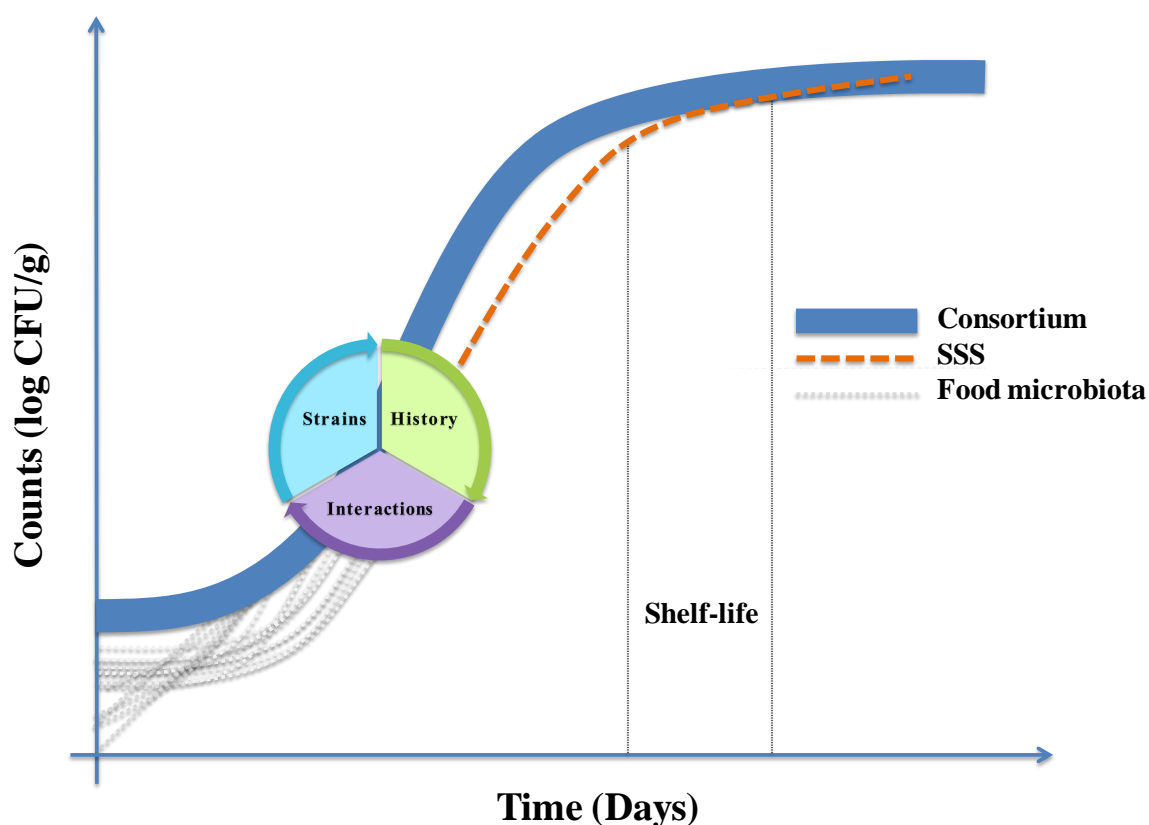 Counts (log CFU/g)
Strains
History
Interactions
Consortium
SSS
Food microbiota
Shelf-life
Time (Days)